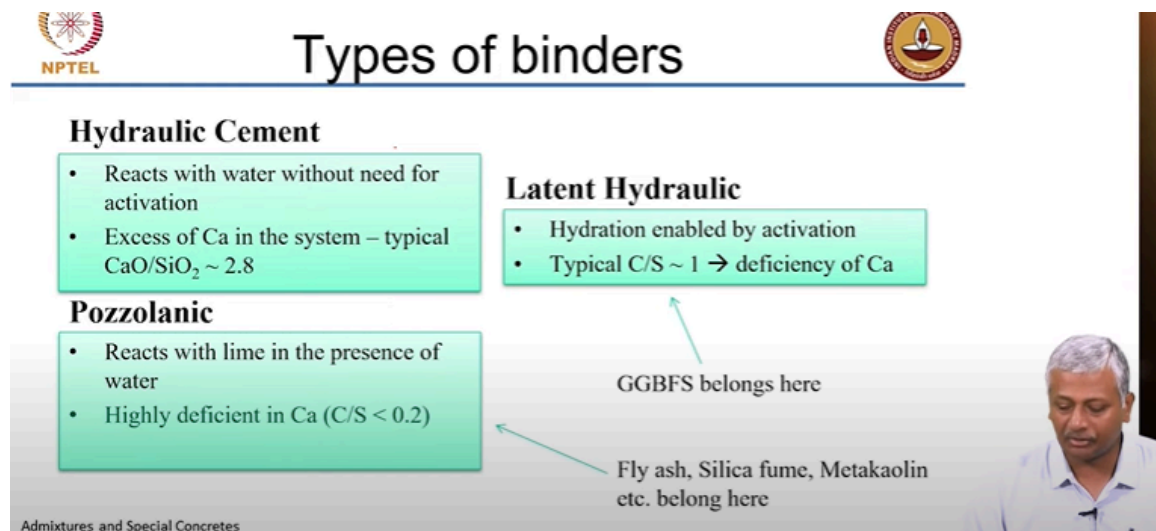 NPTEL
Types of binders
Hydraulic Cement
• Reacts with water without need for
activation
• Excess of Ca in the system – typical
CaO/SiO₂ ~ 2.8
Latent Hydraulic
• Hydration enabled by activation
• Typical C/S ~ 1 → deficiency of Ca
Pozzolanic
• Reacts with lime in the presence of
water
• Highly deficient in Ca (C/S < 0.2)
GGBFS belongs here
Fly ash, Silica fume, Metakaolin
etc. belong here
Admixtures and Special Concretes